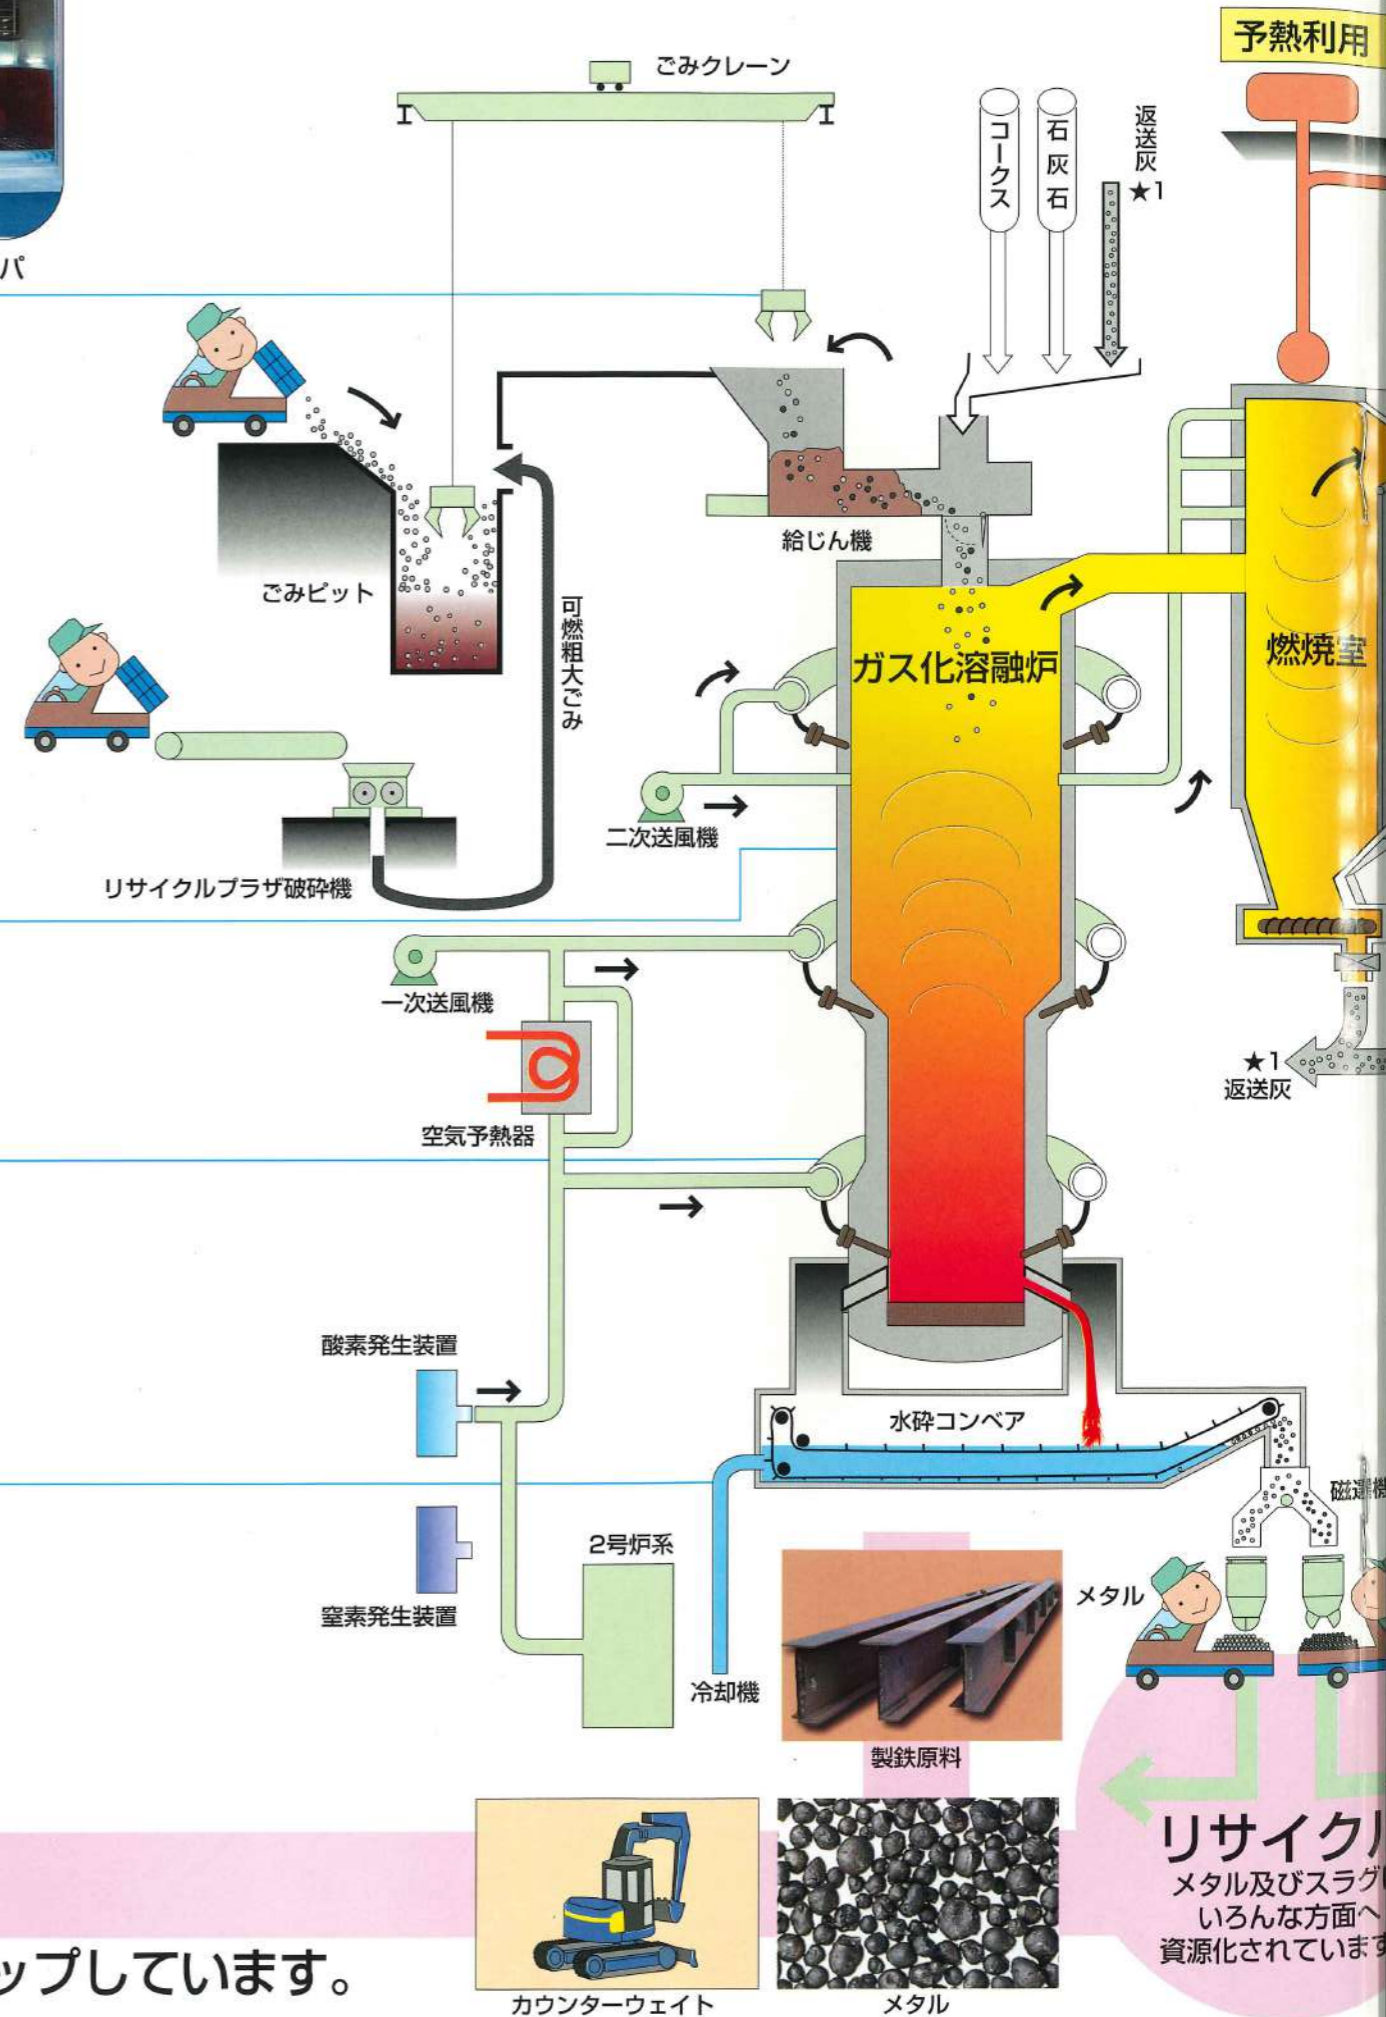 予熱利用
ごみクレーン
コークス
石灰石
返送灰
★1
パ
給じん機
ごみピット
可燃粗大ごみ
ガス化溶融炉
燃焼室
二次送風機
リサイクルプラザ破砕機
一次送風機
★1
返送灰
空気予熱器
酸素発生装置
水砕コンベア
磁選機
2号炉系
メタル
窒素発生装置
冷却機
製鉄原料
リサイクル
メタル及びスラグは
いろんな方面へ
資源化されています
ップしています。
カウンターウェイト
メタル